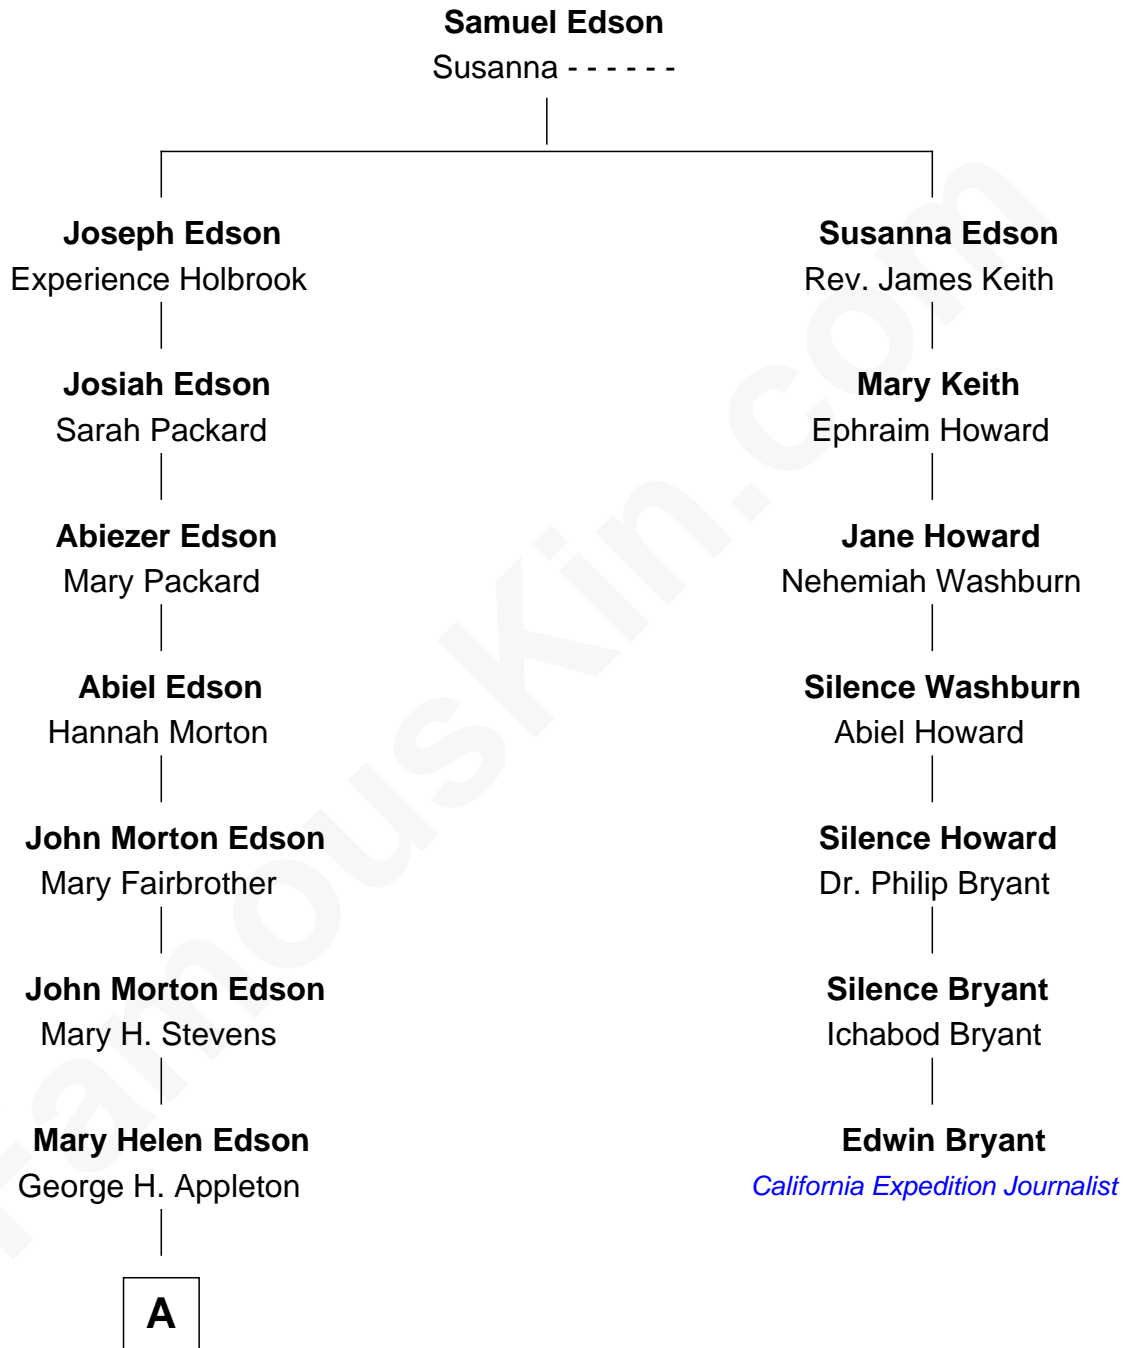 Samuel Edson
Susanna - - - - - -
Joseph Edson
Experience Holbrook
Susanna Edson
Rev. James Keith
Josiah Edson
Sarah Packard
Mary Keith
Ephraim Howard
Abiezer Edson
Mary Packard
Jane Howard
Nehemiah Washburn
Abiel Edson
Hannah Morton
Silence Washburn
Abiel Howard
John Morton Edson
Mary Fairbrother
Silence Howard
Dr. Philip Bryant
John Morton Edson
Mary H. Stevens
Silence Bryant
Ichabod Bryant
Mary Helen Edson
George H. Appleton
Edwin Bryant
California Expedition Journalist
A
FamousKin.com